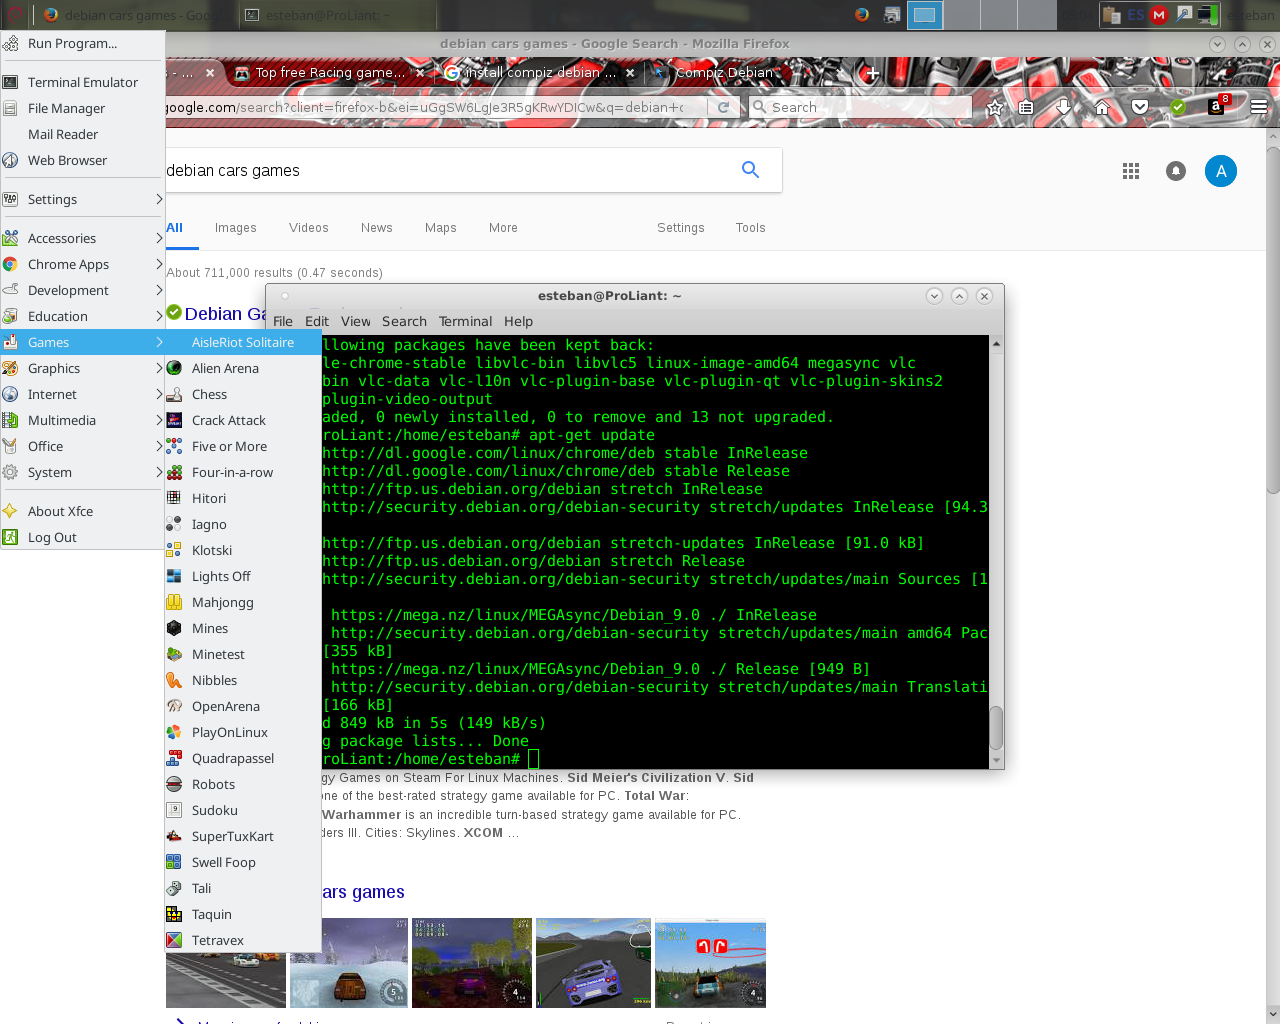 debian cars games - Goo
esteban@ProLiant: ~
ES
esteban
debian cars games - Google Search - Mozilla Firefox
s - ...
Top free Racing game...
install compiz debian ...
Compiz Debian
google.com/search?client=firefox-b&ei=uGgSW6LgJe3R5gKRwYDICw&q=debian+c
Search
8
debian cars games
A
All
Images
Videos
News
Maps
More
Settings
Tools
About 711,000 results (0.47 seconds)
Debian Ga
Run Program...
Terminal Emulator
File Manager
Mail Reader
Web Browser
Settings
Accessories
Chrome Apps
Development
Education
Games
Graphics
Internet
Multimedia
Office
System
About Xfce
Log Out
AisleRiot Solitaire
Alien Arena
Chess
Crack Attack
Five or More
Four-in-a-row
Hitori
Iagno
Klotski
Lights Off
Mahjongg
Mines
Minetest
Nibbles
OpenArena
PlayOnLinux
Quadrapassel
Robots
Sudoku
SuperTuxKart
Swell Foop
Tali
Taquin
Tetravex
esteban@ProLiant: ~
File Edit View Search Terminal Help
llowing packages have been kept back:
le-chrome-stable libvlc-bin libvlc5 linux-image-amd64 megasync vlc
bin vlc-data vlc-l10n vlc-plugin-base vlc-plugin-qt vlc-plugin-skins2
plugin-video-output
aded, 0 newly installed, 0 to remove and 13 not upgraded.
roLiant:/home/esteban# apt-get update
http://dl.google.com/linux/chrome/deb stable InRelease
http://dl.google.com/linux/chrome/deb stable Release
http://ftp.us.debian.org/debian stretch InRelease
http://security.debian.org/debian-security stretch/updates InRelease [94.3
http://ftp.us.debian.org/debian stretch-updates InRelease [91.0 kB]
http://ftp.us.debian.org/debian stretch Release
http://security.debian.org/debian-security stretch/updates/main Sources [1
https://mega.nz/linux/MEGAsync/Debian_9.0 ./ InRelease
http://security.debian.org/debian-security stretch/updates/main amd64 Pac
[355 kB]
https://mega.nz/linux/MEGAsync/Debian_9.0 ./ Release [949 B]
http://security.debian.org/debian-security stretch/updates/main Translati
[166 kB]
d 849 kB in 5s (149 kB/s)
g package lists... Done
roLiant:/home/esteban#
gy Games on Steam For Linux Machines. Sid Meier's Civilization V. Sid
one of the best-rated strategy game available for PC. Total War:
Warhammer is an incredible turn-based strategy game available for PC.
ders III. Cities: Skylines. XCOM ...
ars games